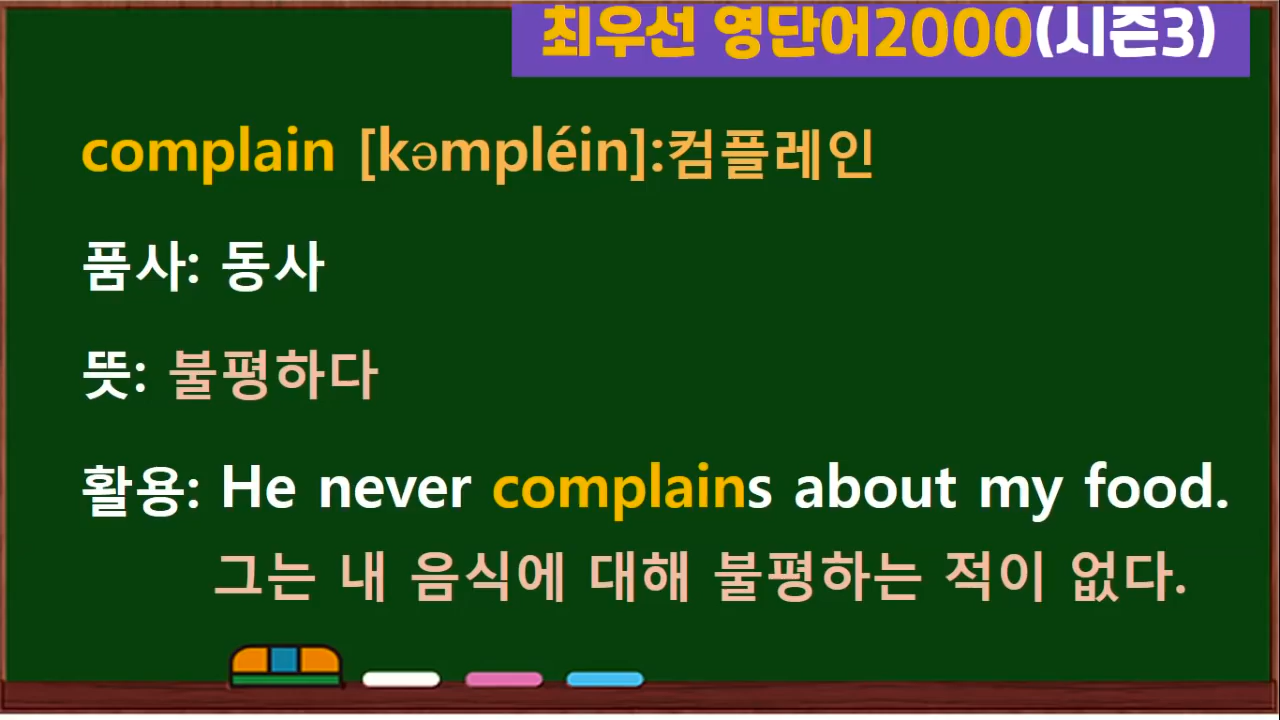 최우선 영단어2000(시즌3)
complain [kəmpléin]:컴플레인
품사: 동사
뜻: 불평하다
활용: He never complains about my food.
그는 내 음식에 대해 불평하는 적이 없다.